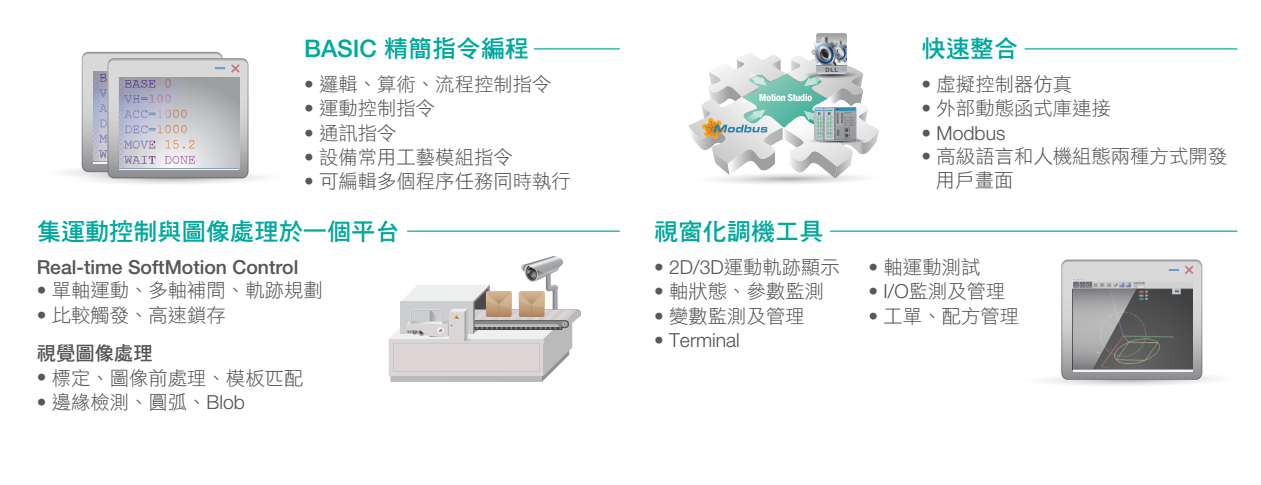 BASIC 精簡指令編程
• 邏輯、算術、流程控制指令
• 運動控制指令
• 通訊指令
• 設備常用工藝模組指令
• 可編輯多個程序任務同時執行
B
V
A
D
M
W
BASE 0
VH=100
ACC=1000
DEC=1000
MOVE 15.2
WAIT DONE
快速整合
• 虛擬控制器仿真
• 外部動態函式庫連接
• Modbus
• 高級語言和人機組態兩種方式開發
用戶畫面
DLL
Motion Studio
Modbus
集運動控制與圖像處理於一個平台
Real-time SoftMotion Control
• 單軸運動、多軸補間、軌跡規劃
• 比較觸發、高速鎖存
視覺圖像處理
• 標定、圖像前處理、模板匹配
• 邊緣檢測、圓弧、Blob
視窗化調機工具
• 2D/3D運動軌跡顯示
• 軸狀態、參數監測
• 變數監測及管理
• Terminal
• 軸運動測試
• I/O監測及管理
• 工單、配方管理